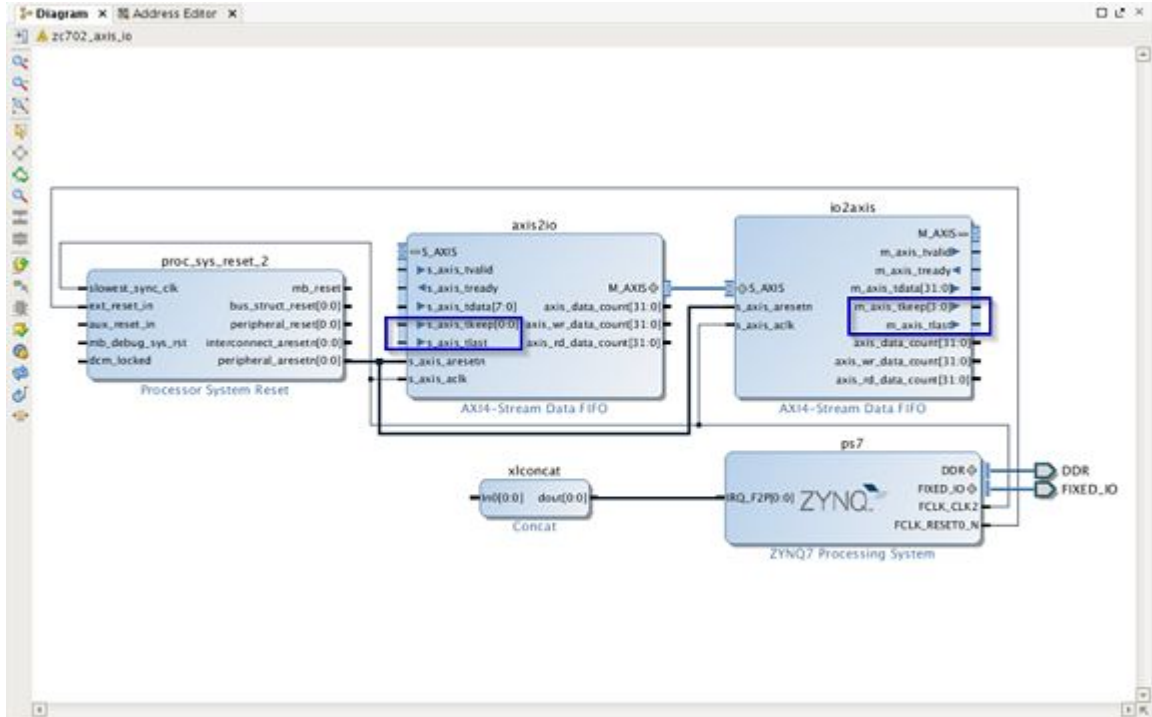 Diagram × Address Editor ×
zc702_axis_io
proc_sys_reset_2
slowest_sync_clk
ext_reset_in
aux_reset_in
mb_debug_sys_rst
dcm_locked
mb_reset
bus_struct_reset[0:0]
peripheral_reset[0:0]
interconnect_aresetn[0:0]
peripheral_aresetn[0:0]
Processor System Reset
axis2io
S_AXIS
s_axis_tvalid
s_axis_tready
s_axis_tdata[7:0]
s_axis_tkeep[0:0]
s_axis_tlast
s_axis_aresetn
s_axis_aclk
M_AXIS
axis_data_count[31:0]
axis_wr_data_count[31:0]
axis_rd_data_count[31:0]
AXI4-Stream Data FIFO
io2axis
S_AXIS
s_axis_aresetn
s_axis_aclk
M_AXIS
m_axis_tvalid
m_axis_tready
m_axis_tdata[31:0]
m_axis_tkeep[3:0]
m_axis_tlast
axis_data_count[31:0]
axis_wr_data_count[31:0]
axis_rd_data_count[31:0]
AXI4-Stream Data FIFO
xlconcat
In0[0:0] dout[0:0]
Concat
ps7
IRQ_F2P[0:0]
ZYNQ
DDR
FIXED_IO
FCLK_CLK2
FCLK_RESET0_N
ZYNQ7 Processing System
DDR
FIXED_IO